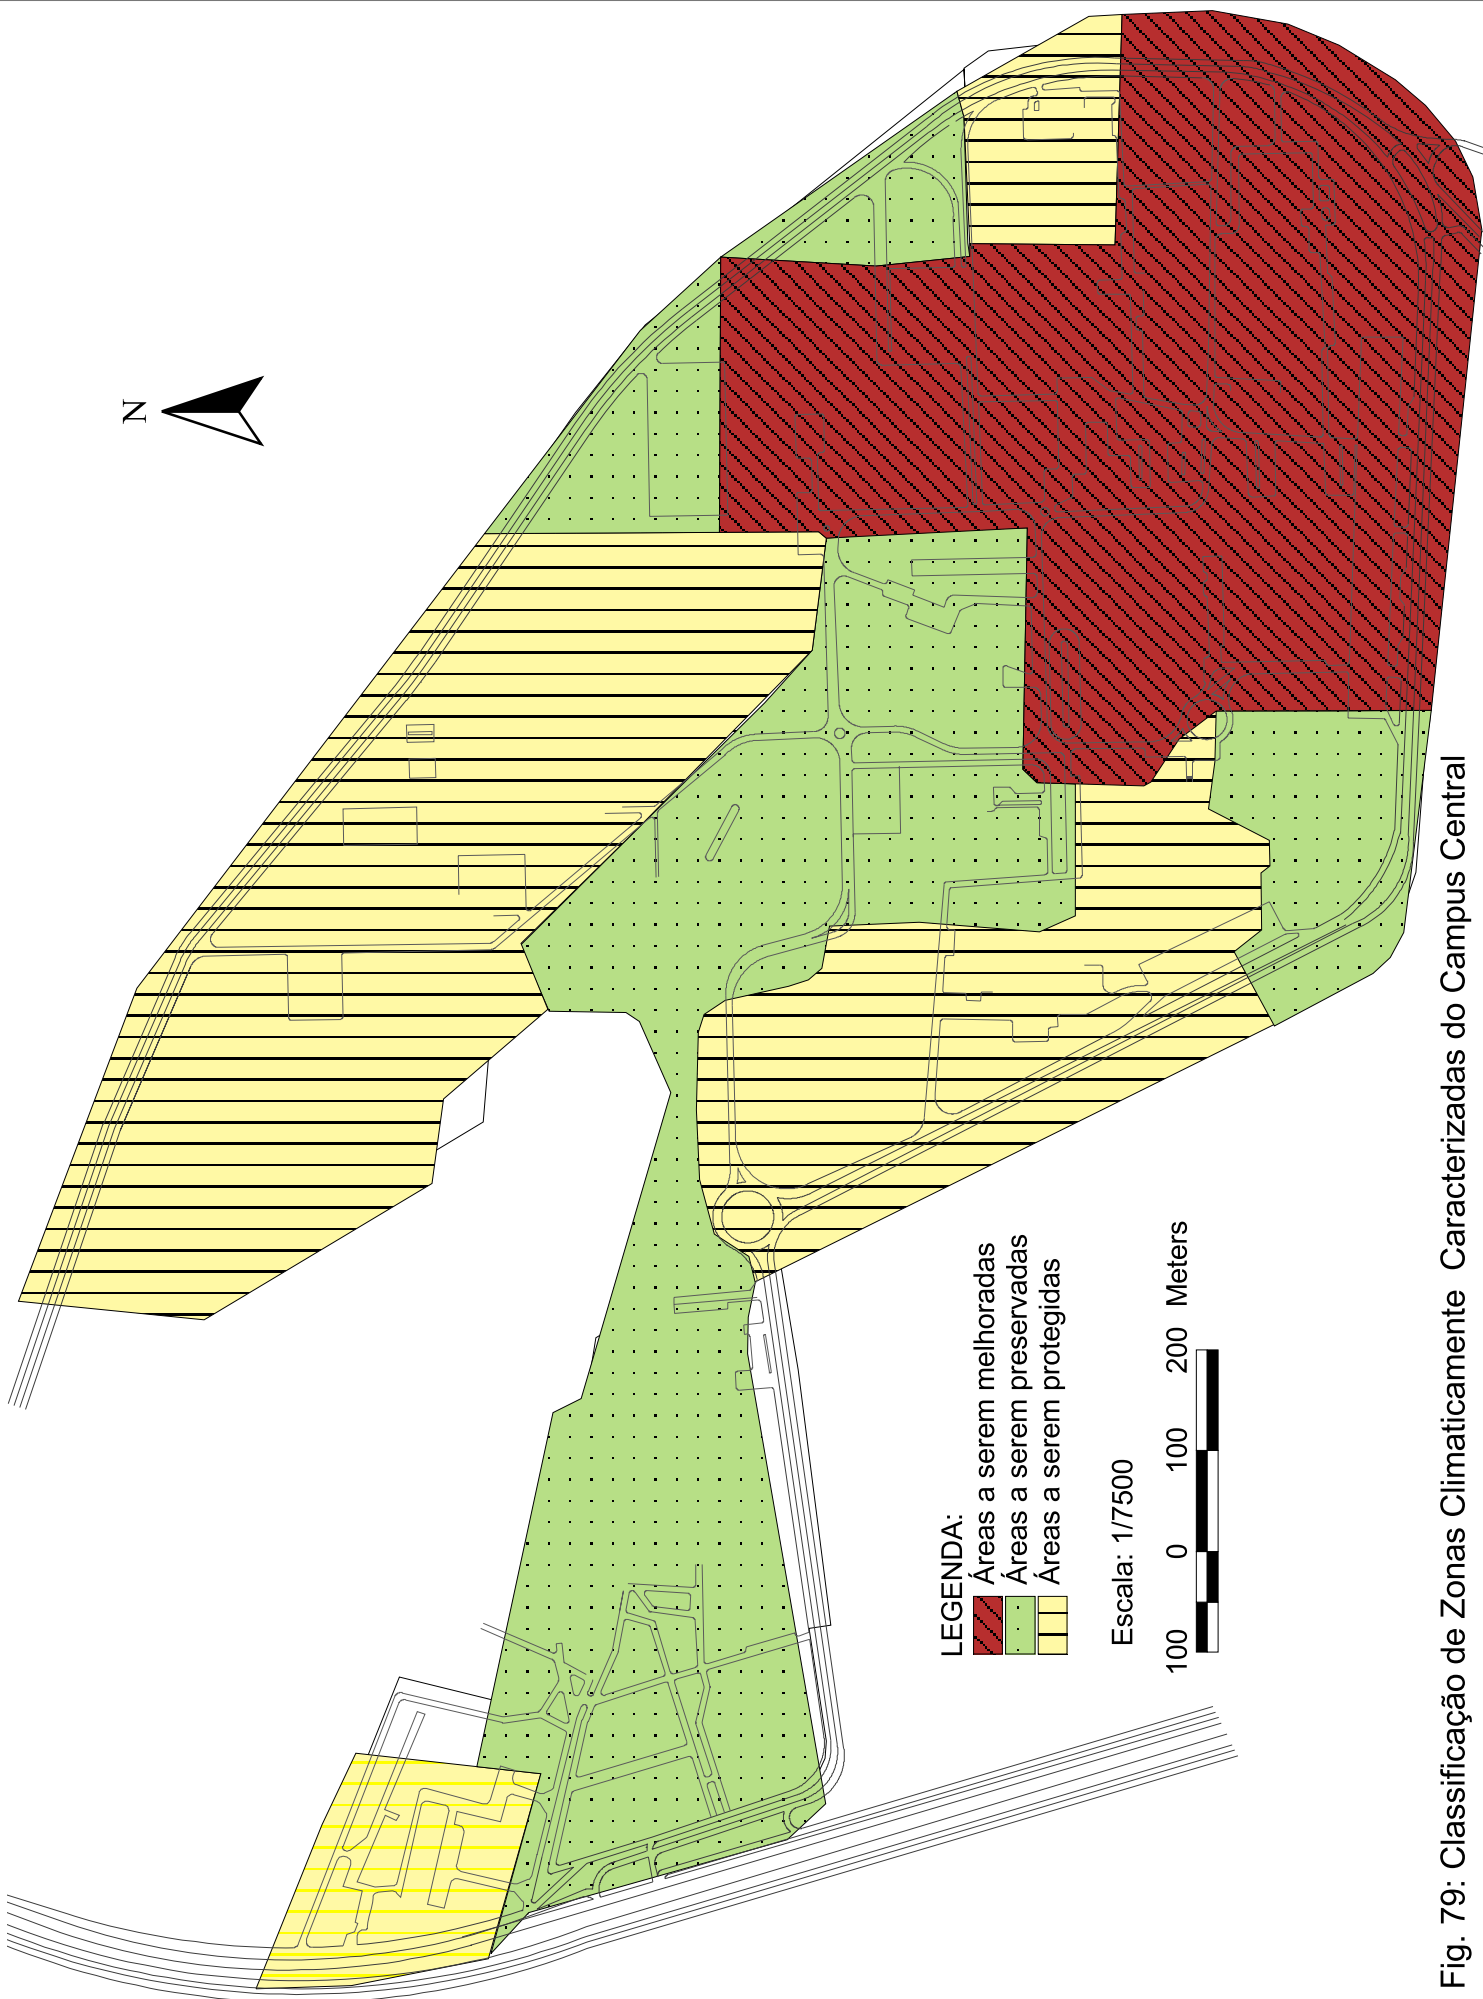 N
LEGENDA:
Áreas a serem melhoradas
Áreas a serem preservadas
Áreas a serem protegidas
Escala: 1/7500
100 0 100 200 Meters
Fig. 79: Classificação de Zonas Climaticamente Caracterizadas do Campus Central